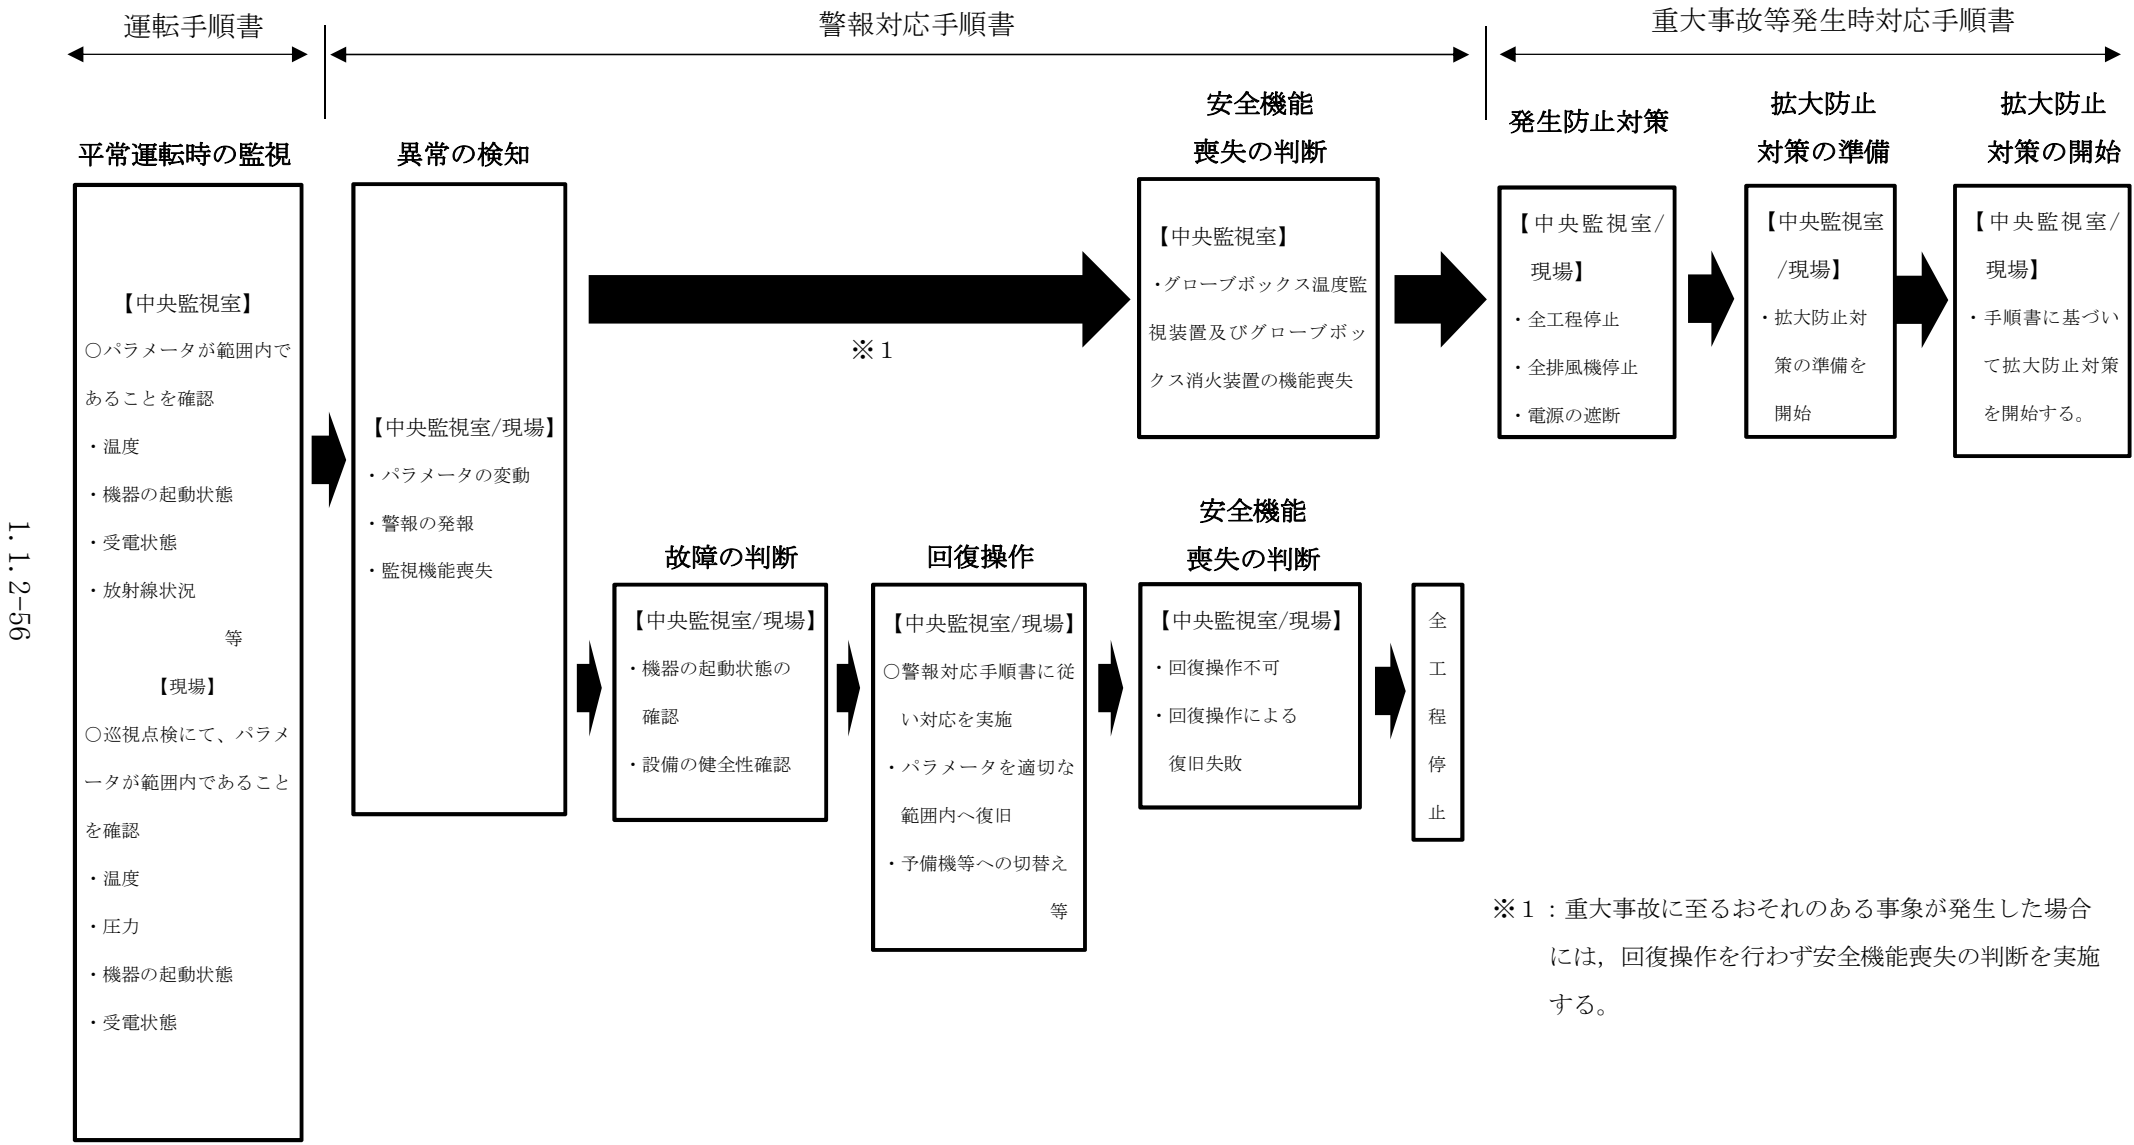 運転手順書
警報対応手順書
重大事故等発生時対応手順書
平常運転時の監視
【中央監視室】
〇パラメータが範囲内で
あることを確認
・温度
・機器の起動状態
・受電状態
・放射線状況
等
【現場】
〇巡視点検にて、パラメ
ータが範囲内であること
を確認
・温度
・圧力
・機器の起動状態
・受電状態
異常の検知
【中央監視室/現場】
・パラメータの変動
・警報の発報
・監視機能喪失
※１
安全機能
喪失の判断
【中央監視室】
・グローブボックス温度監
視装置及びグローブボッ
クス消火装置の機能喪失
発生防止対策
【中央監視室/
現場】
・全工程停止
・全排風機停止
・電源の遮断
拡大防止
対策の準備
【中央監視室
/現場】
・拡大防止対
策の準備を
開始
拡大防止
対策の開始
【中央監視室/
現場】
・手順書に基づい
て拡大防止対策
を開始する。
故障の判断
【中央監視室/現場】
・機器の起動状態の
確認
・設備の健全性確認
回復操作
【中央監視室/現場】
〇警報対応手順書に従
い対応を実施
・パラメータを適切な
範囲内へ復旧
・予備機等への切替え
等
安全機能
喪失の判断
【中央監視室/現場】
・回復操作不可
・回復操作による
復旧失敗
全
工
程
停
止
※１：重大事故に至るおそれのある事象が発生した場合
には，回復操作を行わず安全機能喪失の判断を実施
する。
1.1.2-56